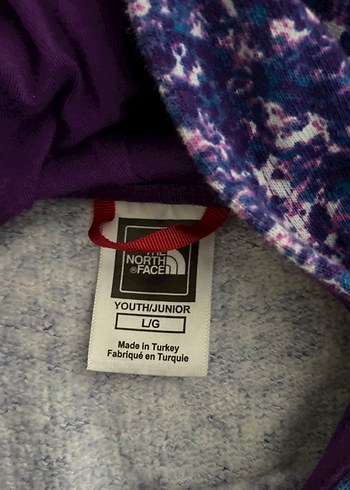 THE
NORTH
®FACE
YOUTH/JUNIOR
L/G
Made in Turkey
Fabriqué en Turquie